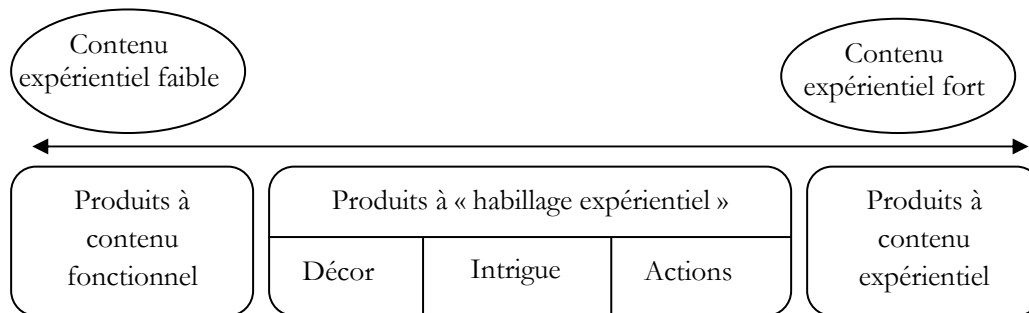 Contenu
expérientiel faible
Contenu
expérientiel fort
Produits à
contenu
fonctionnel
Produits à « habillage expérientiel »
Décor
Intrigue
Actions
Produits à
contenu
expérientiel